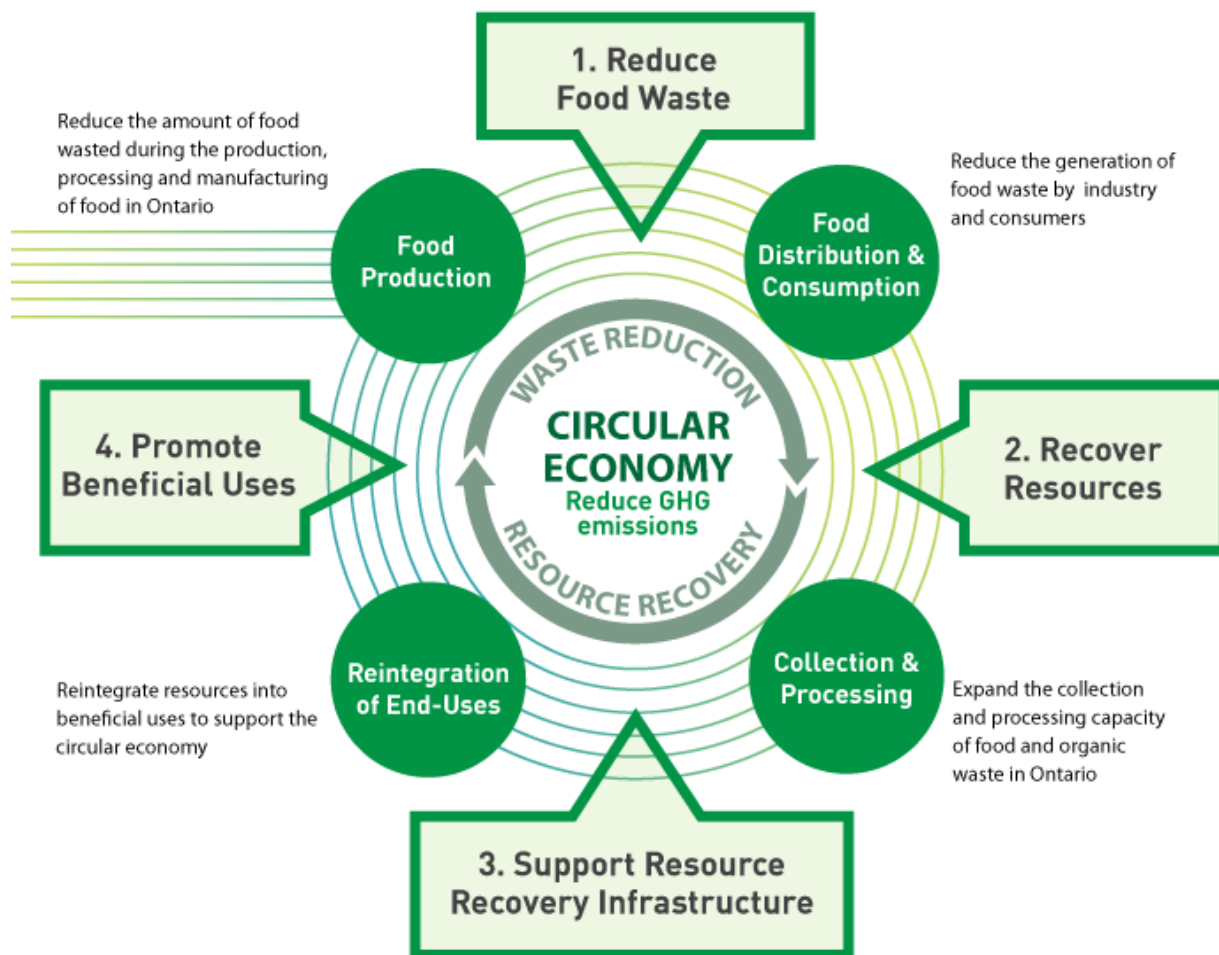 1. Reduce
Food Waste
Reduce the amount of food
wasted during the production,
processing and manufacturing
of food in Ontario
Reduce the generation of
food waste by industry
and consumers
Food
Production
Food
Distribution &
Consumption
WASTE REDUCTION
CIRCULAR
ECONOMY
Reduce GHG
emissions
RESOURCE RECOVERY
4. Promote
Beneficial Uses
2. Recover
Resources
Reintegration
of End-Uses
Collection &
Processing
Reintegrate resources into
beneficial uses to support the
circular economy
Expand the collection
and processing capacity
of food and organic
waste in Ontario
3. Support Resource
Recovery Infrastructure